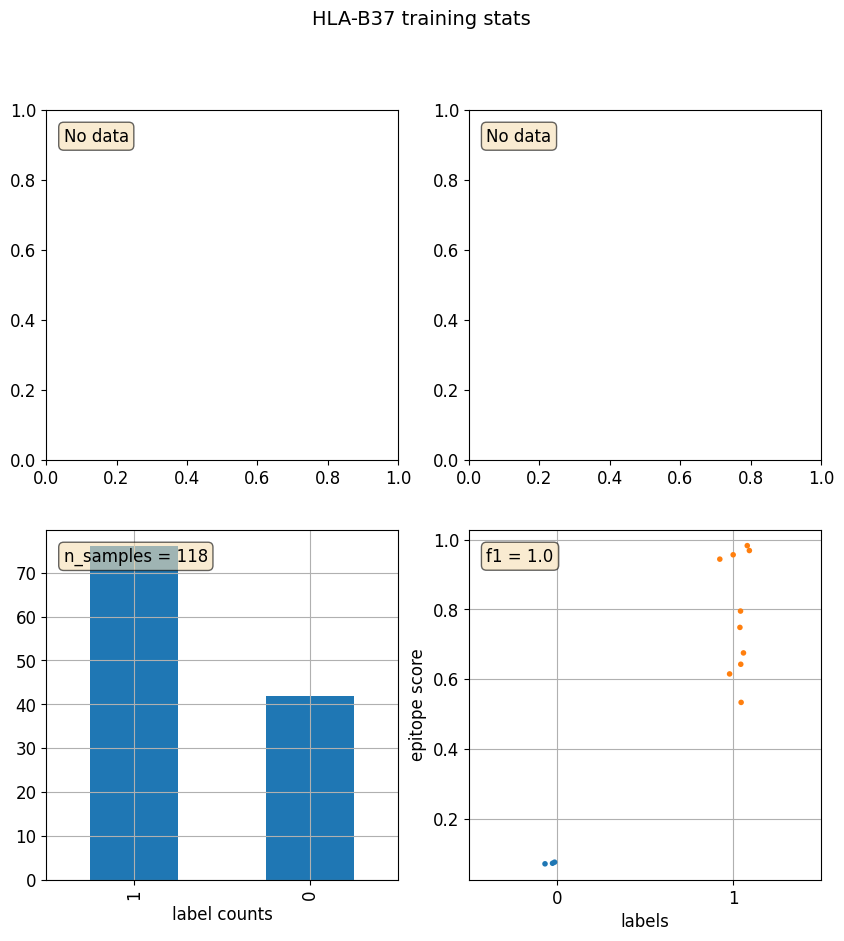 HLA-B37 training stats
No data
1.0
0.8
0.6
0.4
0.2
0.0
0.0 0.2 0.4 0.6 0.8 1.0
No data
1.0
0.8
0.6
0.4
0.2
0.0
0.0 0.2 0.4 0.6 0.8 1.0
n_samples = 118
70
60
50
40
30
20
10
0
1 0
label counts
f1 = 1.0
1.0
0.8
0.6
0.4
0.2
epitope score
0 1
labels